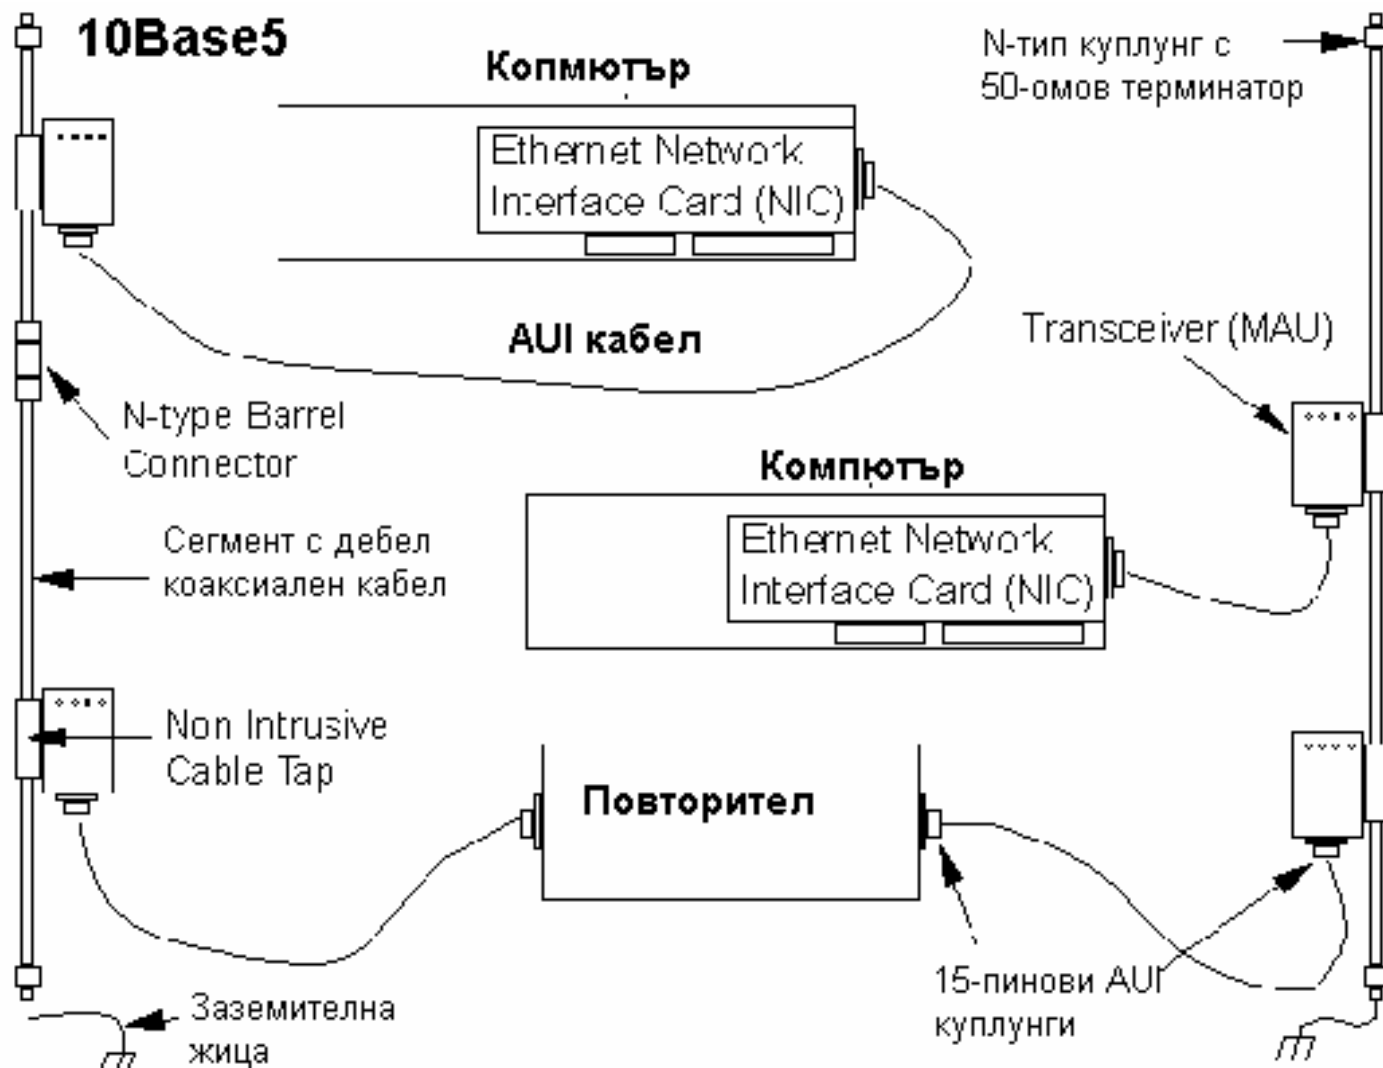 10Base5
N-тип куплунг с
50-омов терминатор
Копмютър
Ethernet Network
Interface Card (NIC)
AUI кабел
Transceiver (MAU)
N-type Barrel
Connector
Компютър
Ethernet Network
Interface Card (NIC)
Сегмент с дебел
коаксиален кабел
Non Intrusive
Cable Tap
Повторител
15-пинови AUI
куплунги
Заземителна
жица